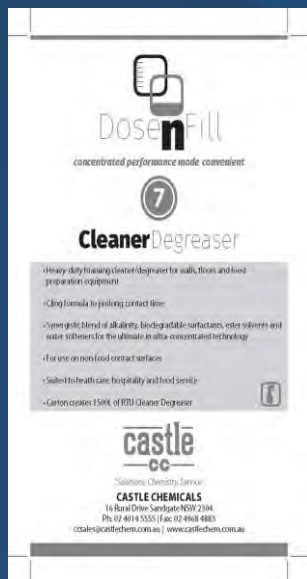 DosenFill
concentrated performance made convenient
7
CleanerDegreaser
•Heavy-duty foaming cleaner/degreaser for walls, floors and food
preparation equipment
•Cling formula to prolong contact time
•Synergistic blend of alkalinity, biodegradable surfactants, ester solvents and
water softeners for the ultimate in ultra-concentrated technology
•For use on non food contact surfaces
•Suited to heath care, hospitality and food service
•Carton creates 1500L of RTU Cleaner Degreaser
castle
cc
"Solutions, Chemistry, Service"
CASTLE CHEMICALS
16 Rural Drive Sandgate NSW 2304
Ph: 02 4014 5555 | Fax: 02 4968 4883
ccsales@castlechem.com.au | www.castlechem.com.au